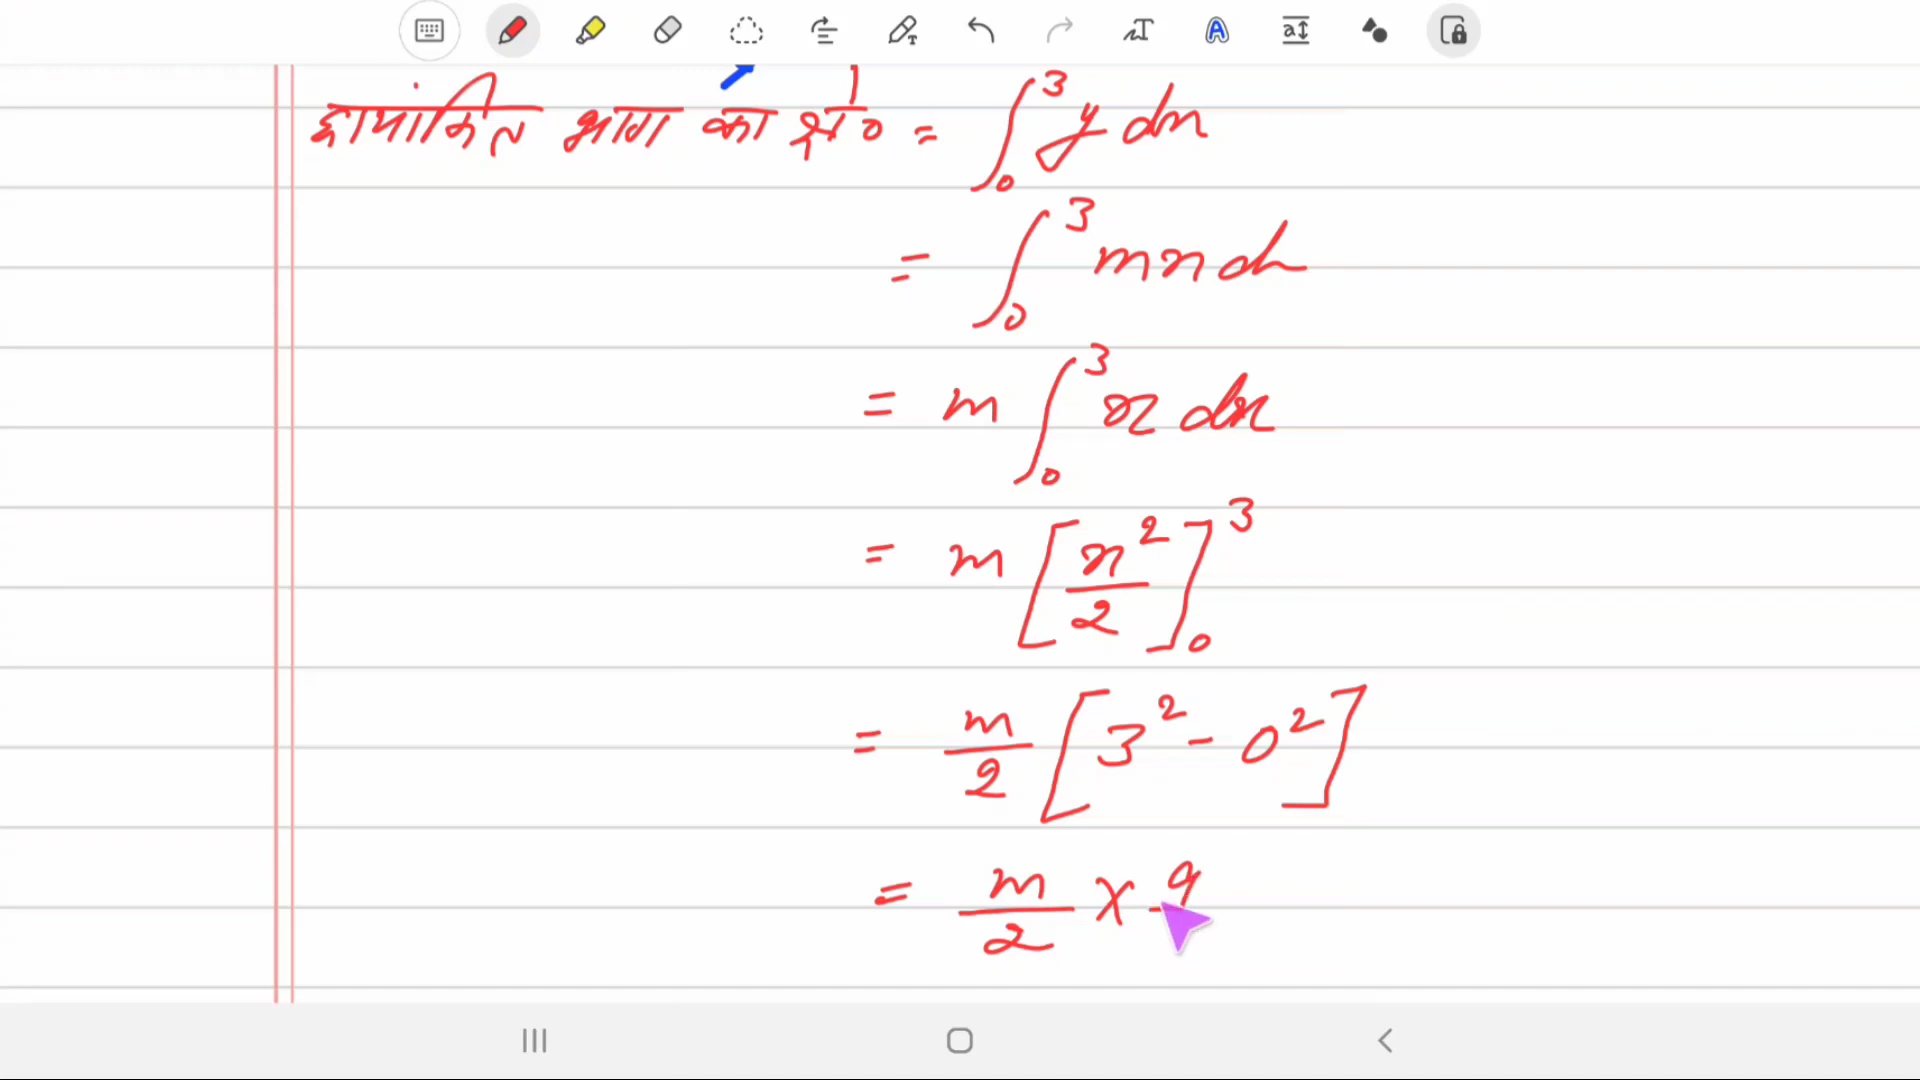 छायांकित भाग का क्षे० = ∫₀³ y dx
= ∫₀³ mx dx
= m ∫₀³ x dx
= m [x²/2]₀³
= m/2 [3² - 0²]
= m/2 × 9